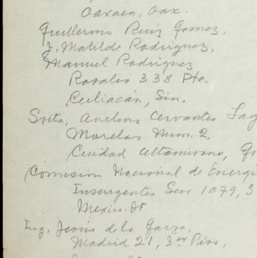 Oaxaca, Oax.
Guillermo Ruiz Gomez.
J. Matilde Rodriguez,
Manuel Rodriguez
Rosales 338 Pte.
Culiacán, Sin.
Srita. Avelina Cervantes
Morelos Num. 2.
Ciudad Altamirano, G
Comision Nacional de Energi
Insurgentes Sur 1079, 3
Mexico. Df
Ing. Jesús de la Garza,
Madrid 21, 3er Piso,